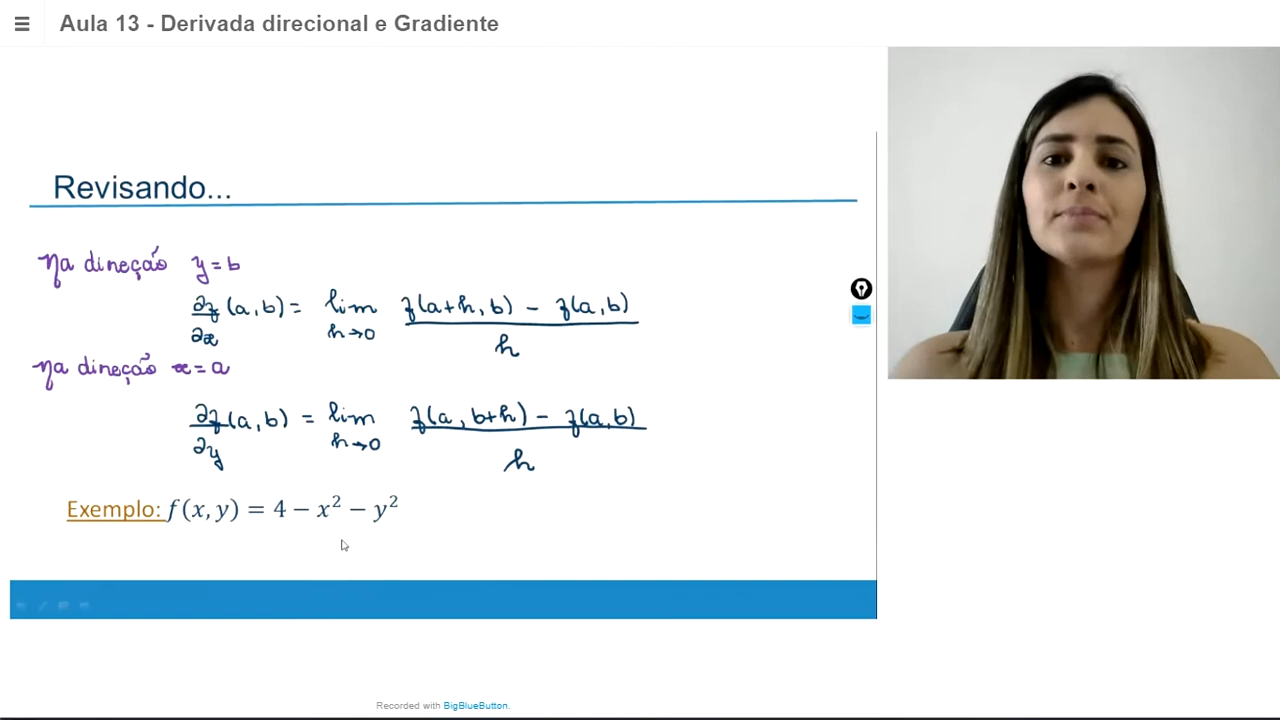 Aula 13 - Derivada direcional e Gradiente
Revisando...
Na direção y = b
∂f/∂x (a, b) = lim h→0 f(a+h, b) − f(a, b) / h
Na direção x = a
∂f/∂y (a, b) = lim h→0 f(a, b+h) − f(a, b) / h
Exemplo: f(x, y) = 4 − x² − y²
Recorded with BigBlueButton.